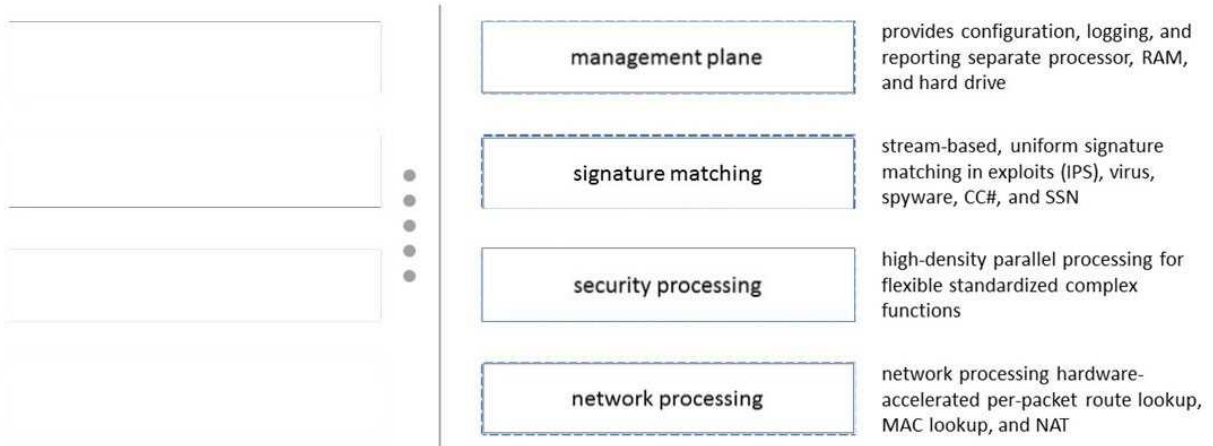 management plane
provides configuration, logging, and
reporting separate processor, RAM,
and hard drive
signature matching
stream-based, uniform signature
matching in exploits (IPS), virus,
spyware, CC#, and SSN
security processing
high-density parallel processing for
flexible standardized complex
functions
network processing
network processing hardware-
accelerated per-packet route lookup,
MAC lookup, and NAT